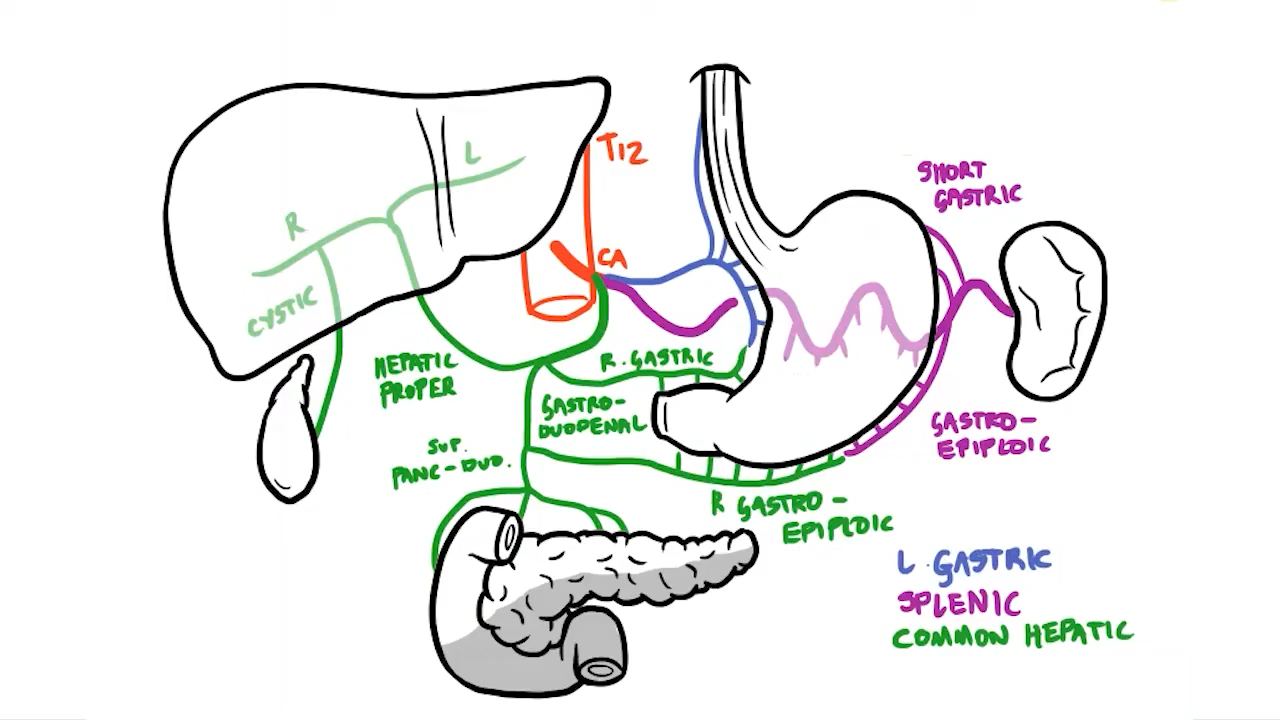 L
T12
SHORT
GASTRIC
R
CA
CYSTIC
HEPATIC
PROPER
R. GASTRIC
GASTRO-
DUODENAL
GASTRO-
EPIPLOIC
SUP.
PANC-DUO.
R GASTRO-
EPIPLOIC
L. GASTRIC
SPLENIC
COMMON HEPATIC